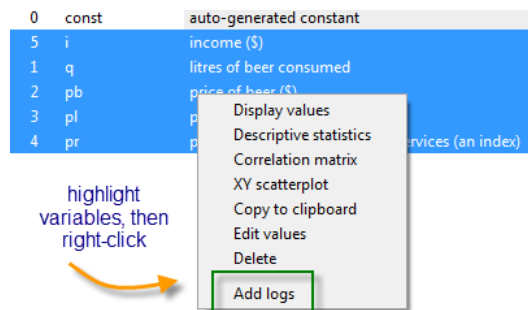 0 const auto-generated constant
5 i income ($)
1 q litres of beer consumed
2 pb price of beer ($)
3 pl p
4 pr p rvices (an index)
Display values
Descriptive statistics
Correlation matrix
XY scatterplot
Copy to clipboard
Edit values
Delete
Add logs
highlight
variables, then
right-click